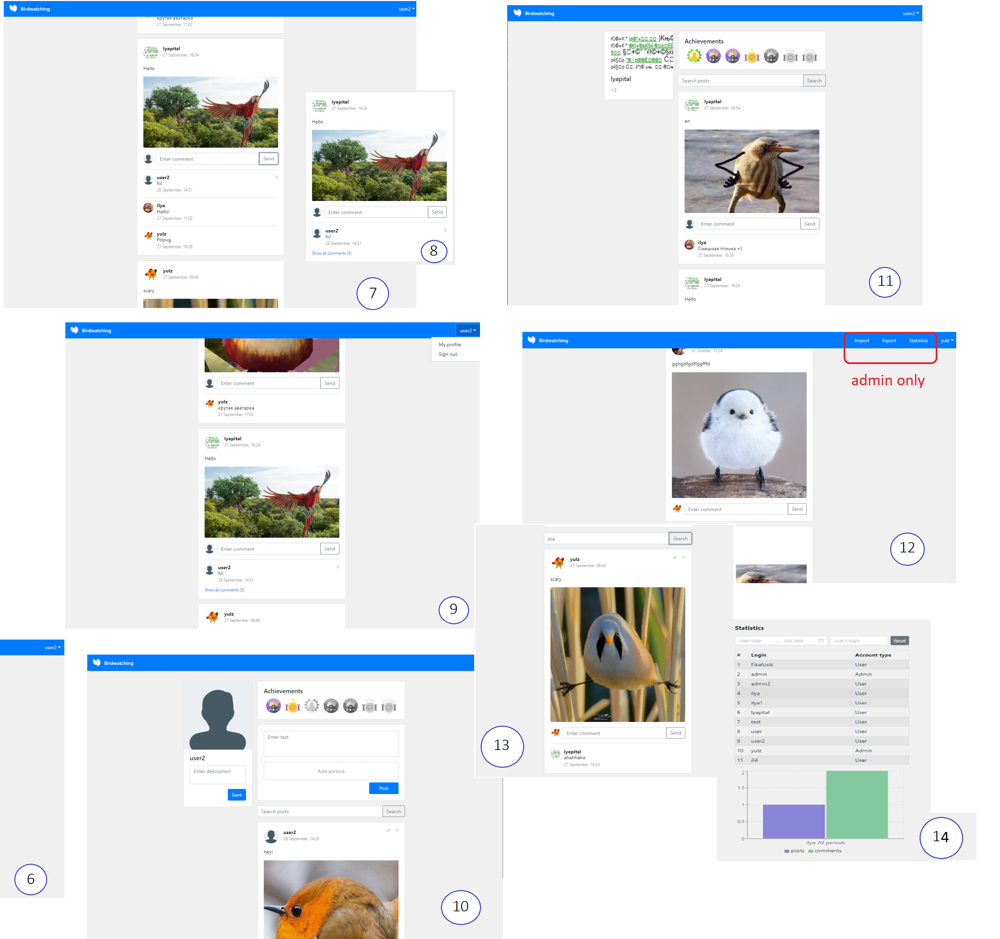 Birdwatching
user2
крутая аватарка
27 September, 17:02
lyapital
27 September, 16:24
Hello
Enter comment
Send
user2
hi!
28 September, 14:31
ilya
Hello!
27 September, 17:03
yulz
Popug
27 September, 16:28
yulz
27 September, 09:40
scary
7
lyapital
27 September, 16:24
Hello
Enter comment
Send
user2
hi!
28 September, 14:31
Show all comments (3)
8
Birdwatching
user2
lyapital
<3
Achievements
Search posts
Search
lyapital
27 September, 16:54
en
Enter comment
Send
ilya
Смешная птичка =)
27 September, 16:55
lyapital
27 September, 16:24
Hello
11
Birdwatching
user2
My profile
Sign out
Enter comment
Send
yulz
крутая аватарка
27 September, 17:02
lyapital
27 September, 16:24
Hello
Enter comment
Send
user2
hi!
28 September, 14:31
Show all comments (3)
yulz
27 September, 09:40
9
Birdwatching
Import
Export
Statistics
yulz
admin only
01 October, 11:24
gghgdfgdffggfffd
Enter comment
Send
12
user2
6
Birdwatching
user2
Enter description
Save
Achievements
Enter text
Add picture
Post
Search posts
Search
user2
28 September, 14:29
hey!
10
sca
Search
yulz
27 September, 09:40
scary
Enter comment
Send
lyapital
ahahhaha
27 September, 16:24
13
Statistics
Start date
End date
user's login
Reset
# Login Account type
1 Fikafusik User
2 admin Admin
3 admin2 User
4 ilya User
5 ilya1 User
6 lyapital User
7 test User
8 user User
9 user2 User
10 yulz Admin
11 User
2
1.5
1
0.5
0
ilya: All periods
posts comments
14